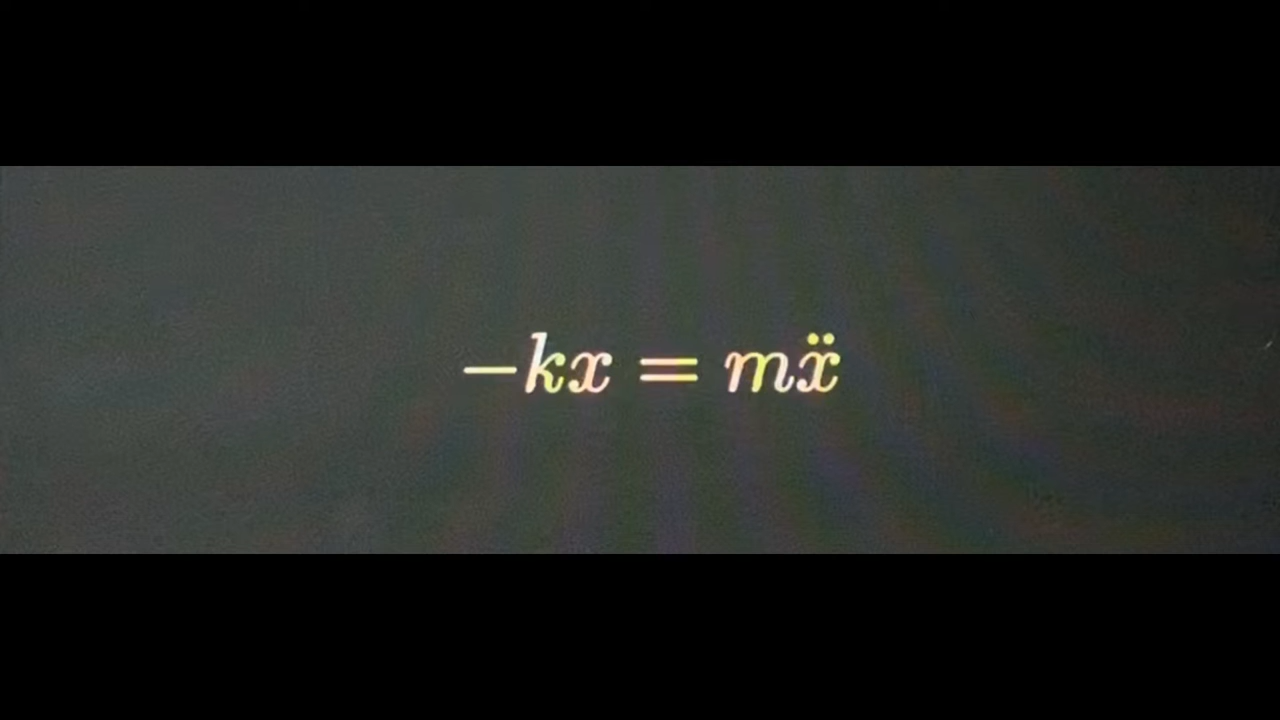 −kx = mẍ